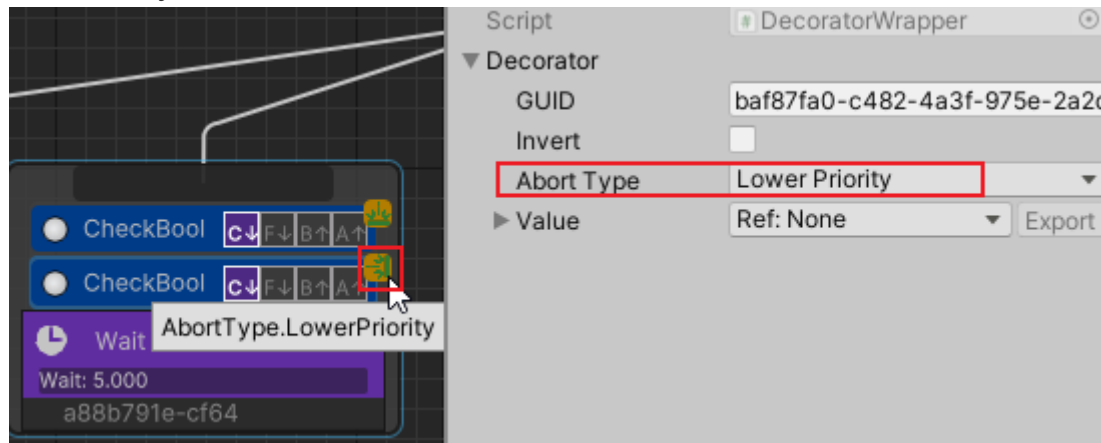 Script
# DecoratorWrapper
Decorator
GUID
baf87fa0-c482-4a3f-975e-2a2
Invert
Abort Type
Lower Priority
Value
Ref: None
Export
CheckBool C↓ F↓ B↑ A↑
CheckBool C↓ F↓ B↑ A↑
AbortType.LowerPriority
Wait
Wait: 5.000
a88b791e-cf64